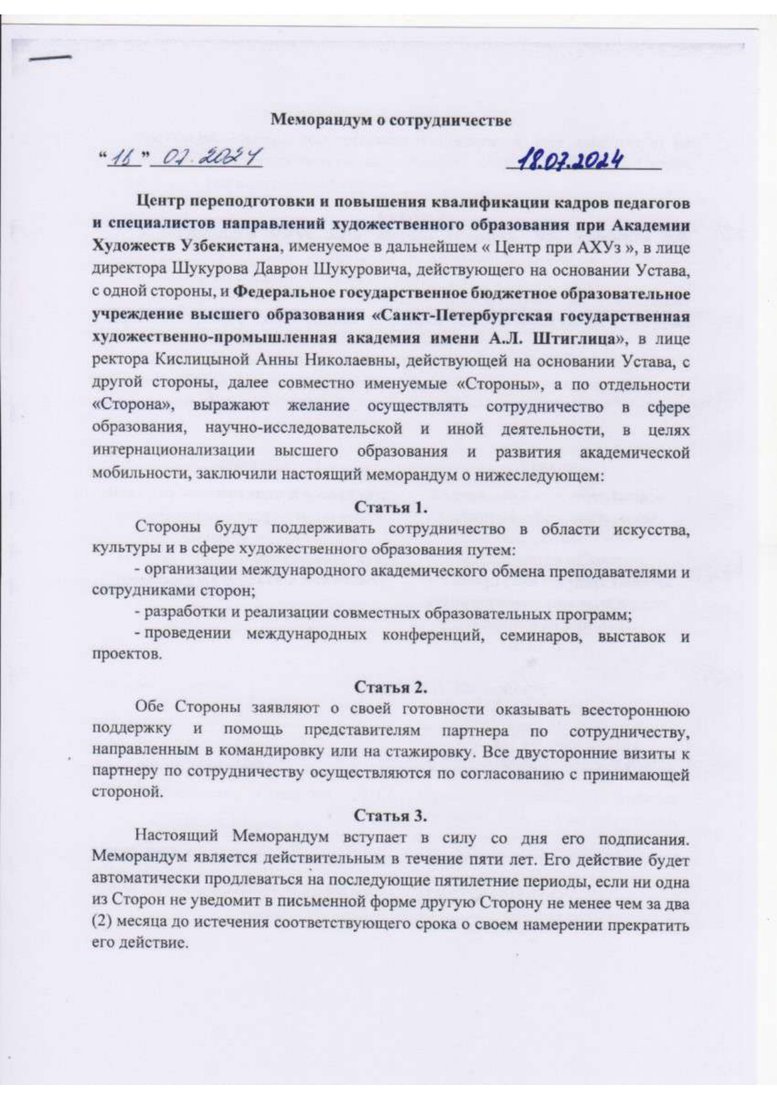 Меморандум о сотрудничестве
“16” 07.2024 18.07.2024
Центр переподготовки и повышения квалификации кадров педагогов
и специалистов направлений художественного образования при Академии
Художеств Узбекистана, именуемое в дальнейшем « Центр при АХУз », в лице
директора Шукурова Даврон Шукуровича, действующего на основании Устава,
с одной стороны, и Федеральное государственное бюджетное образовательное
учреждение высшего образования «Санкт-Петербургская государственная
художественно-промышленная академия имени А.Л. Штиглица», в лице
ректора Кислицыной Анны Николаевны, действующей на основании Устава, с
другой стороны, далее совместно именуемые «Стороны», а по отдельности
«Сторона», выражают желание осуществлять сотрудничество в сфере
образования, научно-исследовательской и иной деятельности, в целях
интернационализации высшего образования и развития академической
мобильности, заключили настоящий меморандум о нижеследующем:
Статья 1.
Стороны будут поддерживать сотрудничество в области искусства,
культуры и в сфере художественного образования путем:
- организации международного академического обмена преподавателями и
сотрудниками сторон;
- разработки и реализации совместных образовательных программ;
- проведении международных конференций, семинаров, выставок и
проектов.
Статья 2.
Обе Стороны заявляют о своей готовности оказывать всестороннюю
поддержку и помощь представителям партнера по сотрудничеству,
направленным в командировку или на стажировку. Все двусторонние визиты к
партнеру по сотрудничеству осуществляются по согласованию с принимающей
стороной.
Статья 3.
Настоящий Меморандум вступает в силу со дня его подписания.
Меморандум является действительным в течение пяти лет. Его действие будет
автоматически продлеваться на последующие пятилетние периоды, если ни одна
из Сторон не уведомит в письменной форме другую Сторону не менее чем за два
(2) месяца до истечения соответствующего срока о своем намерении прекратить
его действие.